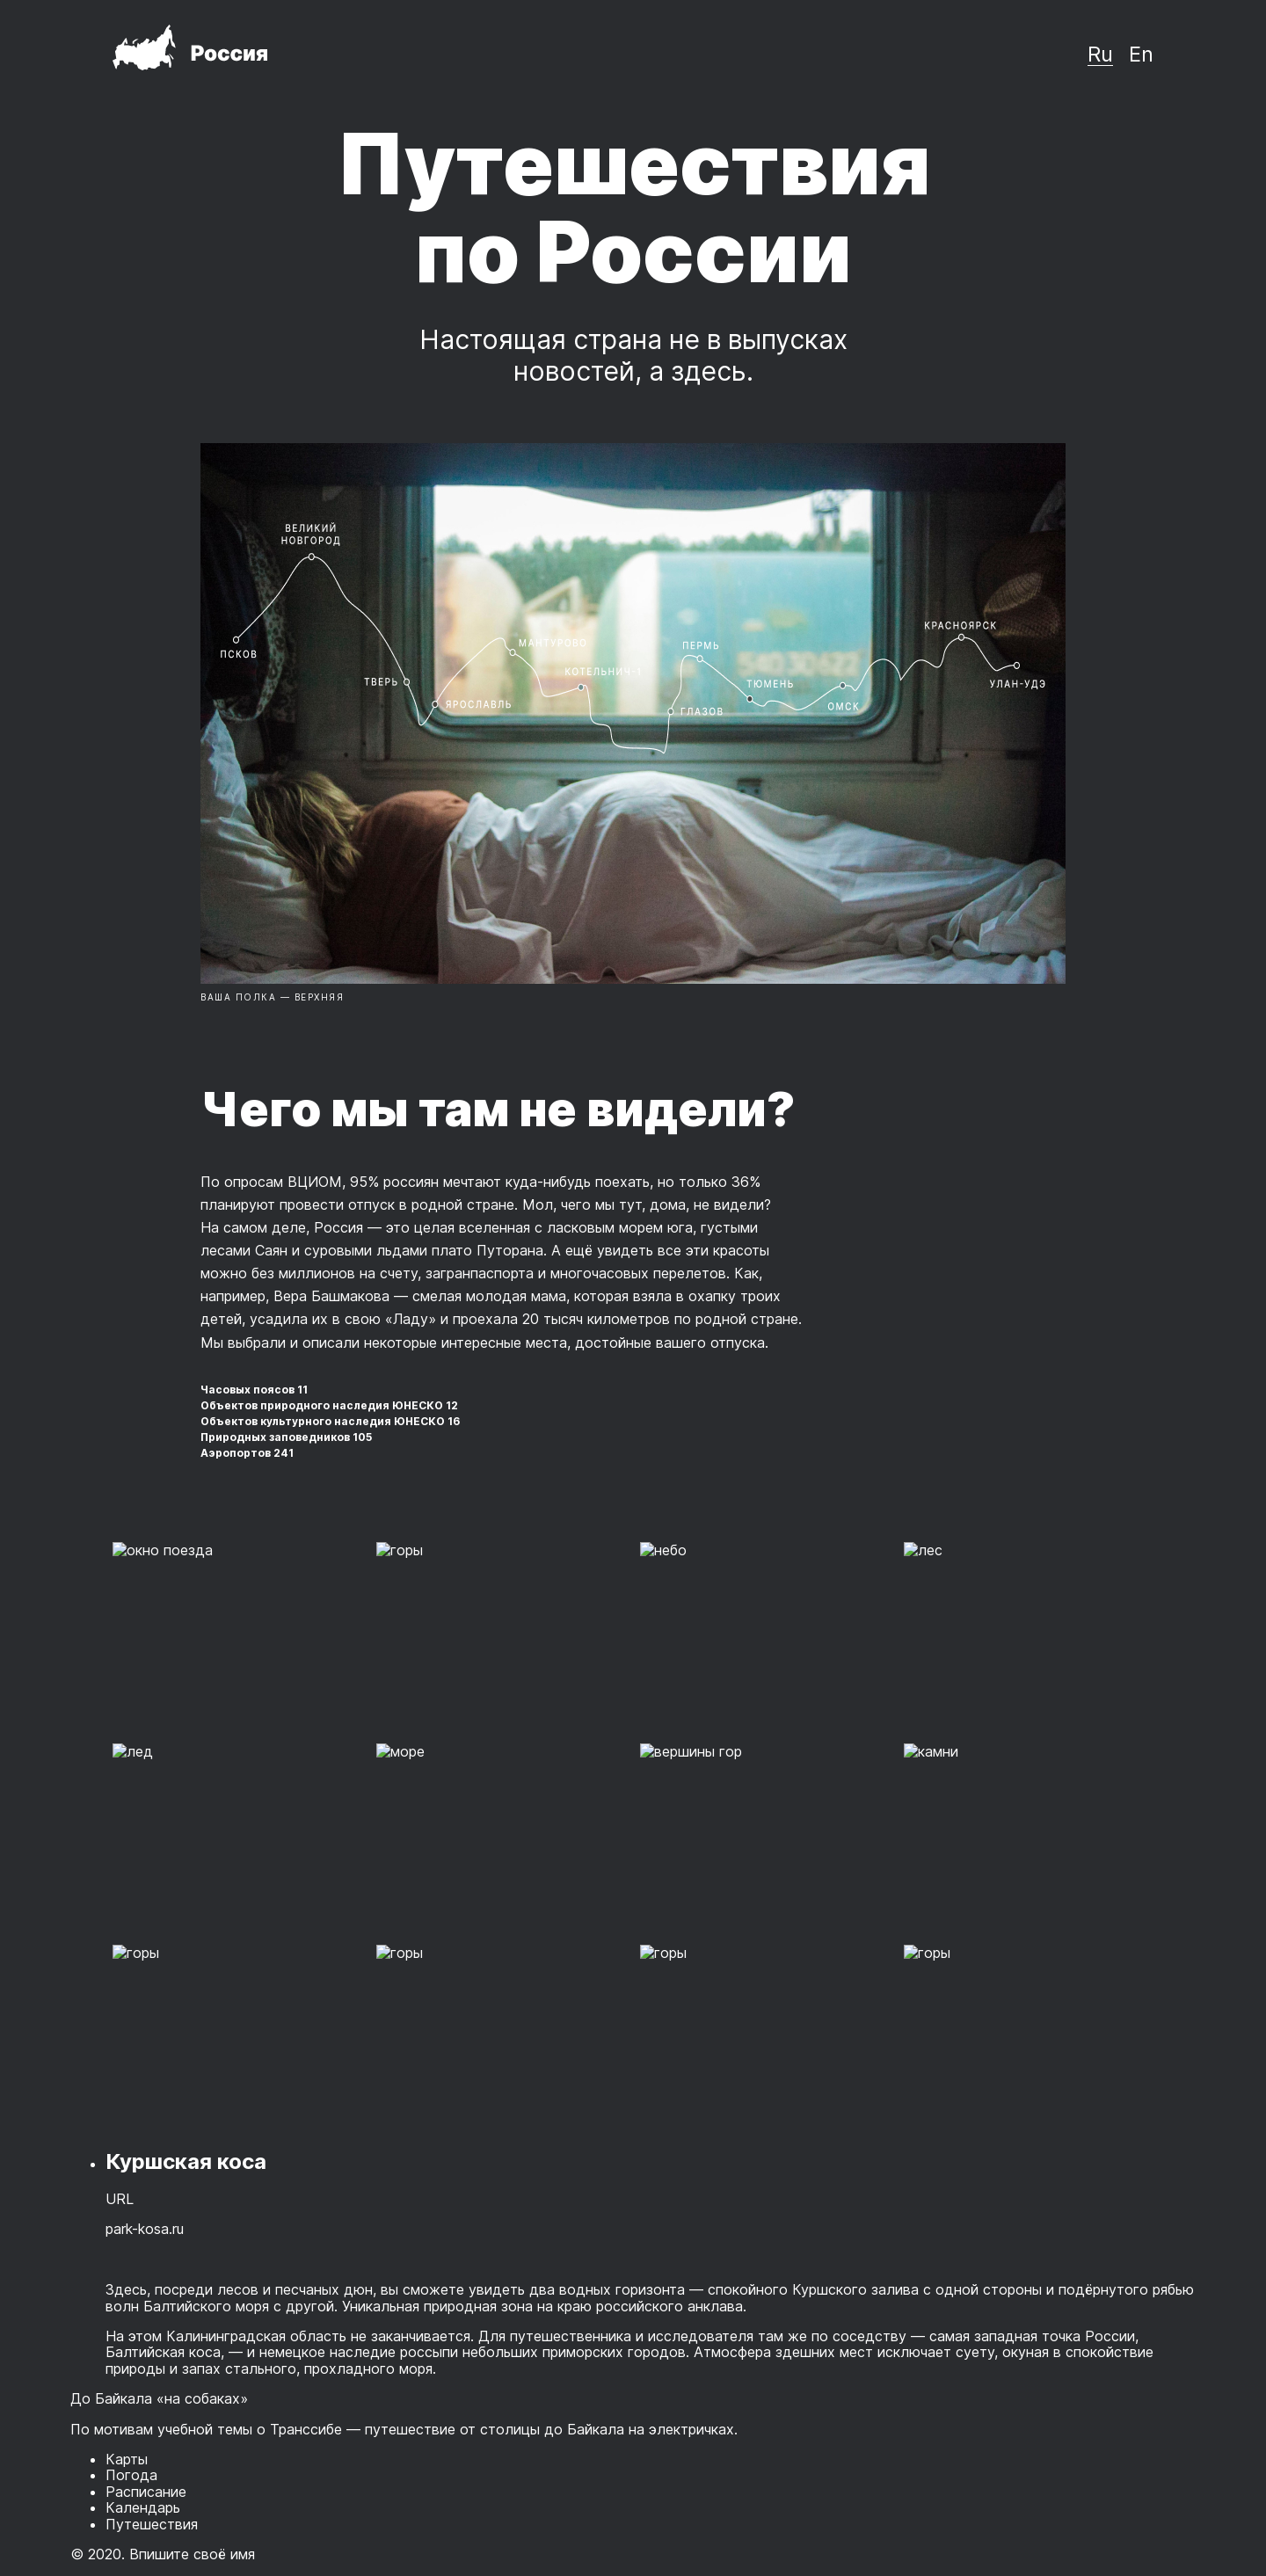 Россия
Ru En
Путешествия
по России
Настоящая страна не в выпусках
новостей, а здесь.
ВЕЛИКИЙ
НОВГОРОД
ПСКОВ
ТВЕРЬ
ЯРОСЛАВЛЬ
МАНТУРОВО
КОТЕЛЬНИЧ-1
ПЕРМЬ
ГЛАЗОВ
ТЮМЕНЬ
ОМСК
КРАСНОЯРСК
УЛАН-УДЭ
ВАША ПОЛКА — ВЕРХНЯЯ
Чего мы там не видели?
По опросам ВЦИОМ, 95% россиян мечтают куда-нибудь поехать, но только 36%
планируют провести отпуск в родной стране. Мол, чего мы тут, дома, не видели?
На самом деле, Россия — это целая вселенная с ласковым морем юга, густыми
лесами Саян и суровыми льдами плато Путорана. А ещё увидеть все эти красоты
можно без миллионов на счету, загранпаспорта и многочасовых перелетов. Как,
например, Вера Башмакова — смелая молодая мама, которая взяла в охапку троих
детей, усадила их в свою «Ладу» и проехала 20 тысяч километров по родной стране.
Мы выбрали и описали некоторые интересные места, достойные вашего отпуска.
Часовых поясов 11
Объектов природного наследия ЮНЕСКО 12
Объектов культурного наследия ЮНЕСКО 16
Природных заповедников 105
Аэропортов 241
окно поезда горы небо лес
лед море вершины гор камни
горы горы горы горы
Куршская коса
URL
park-kosa.ru
Здесь, посреди лесов и песчаных дюн, вы сможете увидеть два водных горизонта — спокойного Куршского залива с одной стороны и подёрнутого рябью
волн Балтийского моря с другой. Уникальная природная зона на краю российского анклава.
На этом Калининградская область не заканчивается. Для путешественника и исследователя там же по соседству — самая западная точка России,
Балтийская коса, — и немецкое наследие россыпи небольших приморских городов. Атмосфера здешних мест исключает суету, окуная в спокойствие
природы и запах стального, прохладного моря.
До Байкала «на собаках»
По мотивам учебной темы о Транссибе — путешествие от столицы до Байкала на электричках.
Карты
Погода
Расписание
Календарь
Путешествия
© 2020. Впишите своё имя